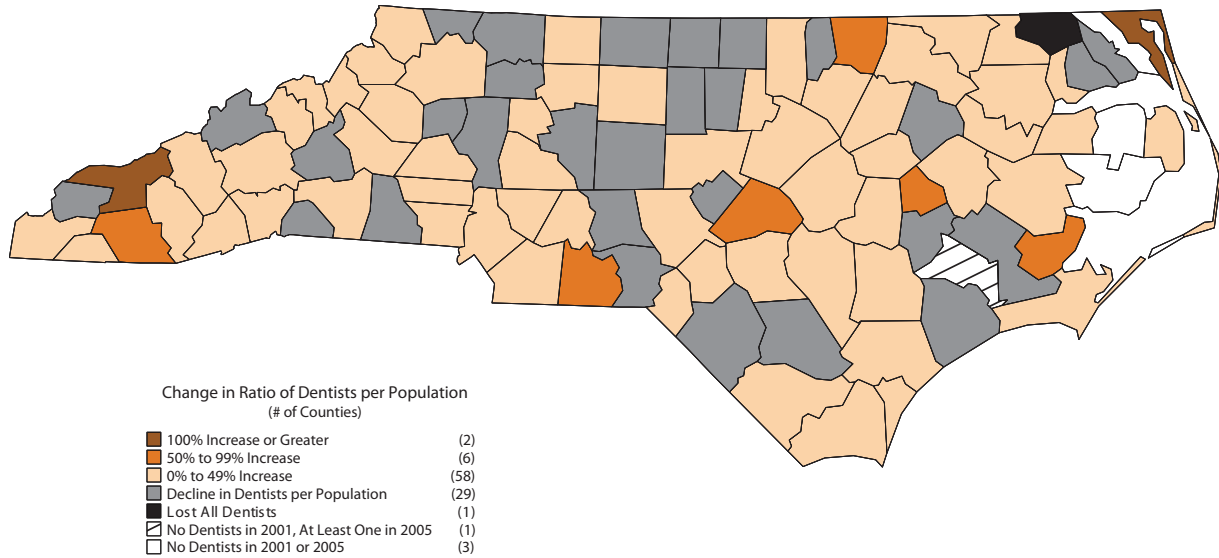 Change in Ratio of Dentists per Population
(# of Counties)
100% Increase or Greater (2)
50% to 99% Increase (6)
0% to 49% Increase (58)
Decline in Dentists per Population (29)
Lost All Dentists (1)
No Dentists in 2001, At Least One in 2005 (1)
No Dentists in 2001 or 2005 (3)